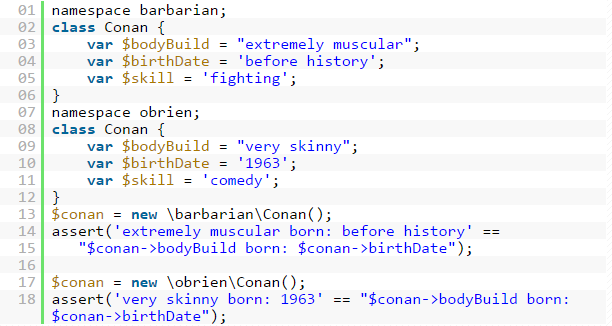 01 namespace barbarian;
02 class Conan {
03     var $bodyBuild = "extremely muscular";
04     var $birthDate = 'before history';
05     var $skill = 'fighting';
06 }
07 namespace obrien;
08 class Conan {
09     var $bodyBuild = "very skinny";
10     var $birthDate = '1963';
11     var $skill = 'comedy';
12 }
13 $conan = new \barbarian\Conan();
14 assert('extremely muscular born: before history' ==
15    "$conan->bodyBuild born: $conan->birthDate");
16
17 $conan = new \obrien\Conan();
18 assert('very skinny born: 1963' == "$conan->bodyBuild born:
$conan->birthDate");